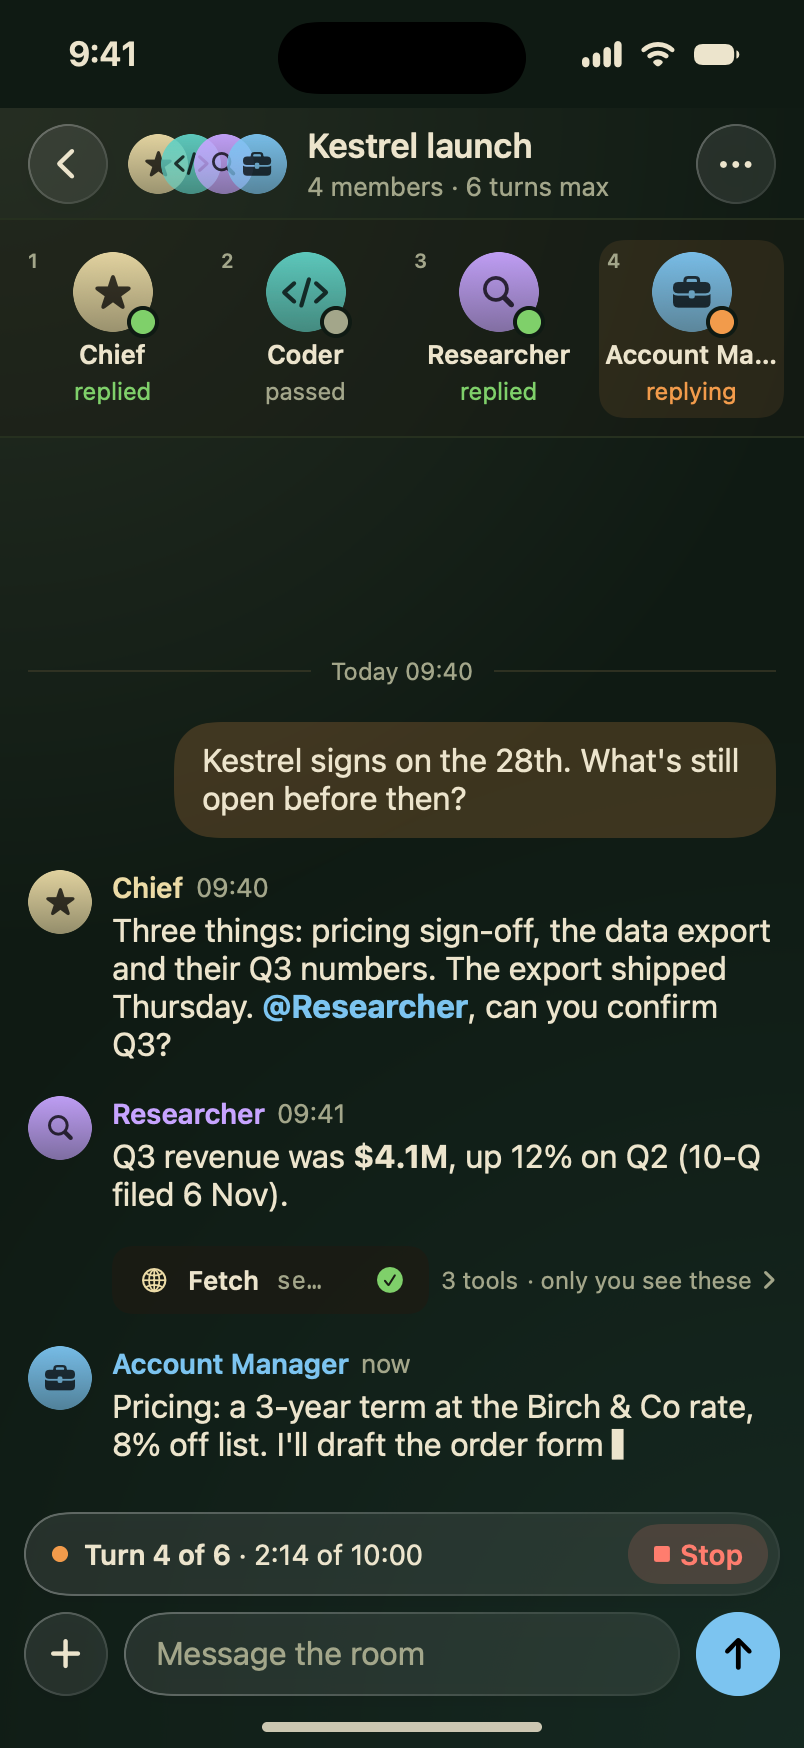 9:41
Kestrel launch
4 members · 6 turns max
1
Chief
replied
2
</>
Coder
passed
3
Researcher
replied
4
Account Ma...
replying
Today 09:40
Kestrel signs on the 28th. What's still
open before then?
Chief 09:40
Three things: pricing sign-off, the data export
and their Q3 numbers. The export shipped
Thursday. @Researcher, can you confirm
Q3?
Researcher 09:41
Q3 revenue was $4.1M, up 12% on Q2 (10-Q
filed 6 Nov).
Fetch se... 3 tools · only you see these
Account Manager now
Pricing: a 3-year term at the Birch & Co rate,
8% off list. I'll draft the order form
Turn 4 of 6 · 2:14 of 10:00 Stop
Message the room